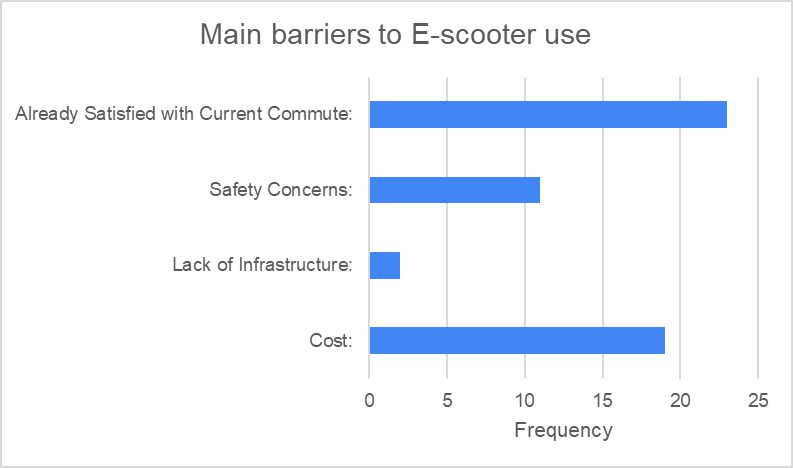 Main barriers to E-scooter use
Already Satisfied with Current Commute:
Safety Concerns:
Lack of Infrastructure:
Cost:
0 5 10 15 20 25
Frequency